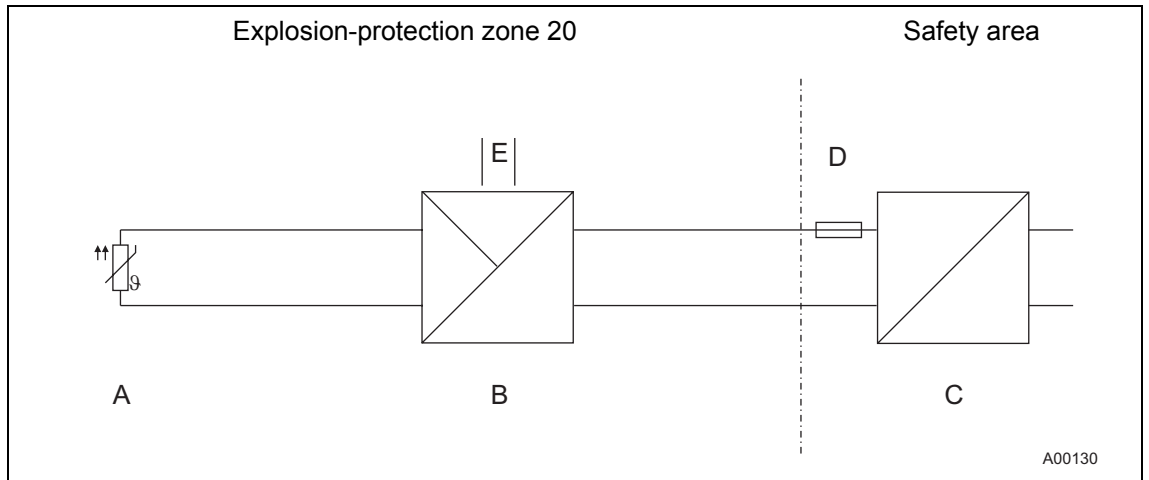 Explosion-protection zone 20 Safety area
E
D
ϑ
A B C
A00130